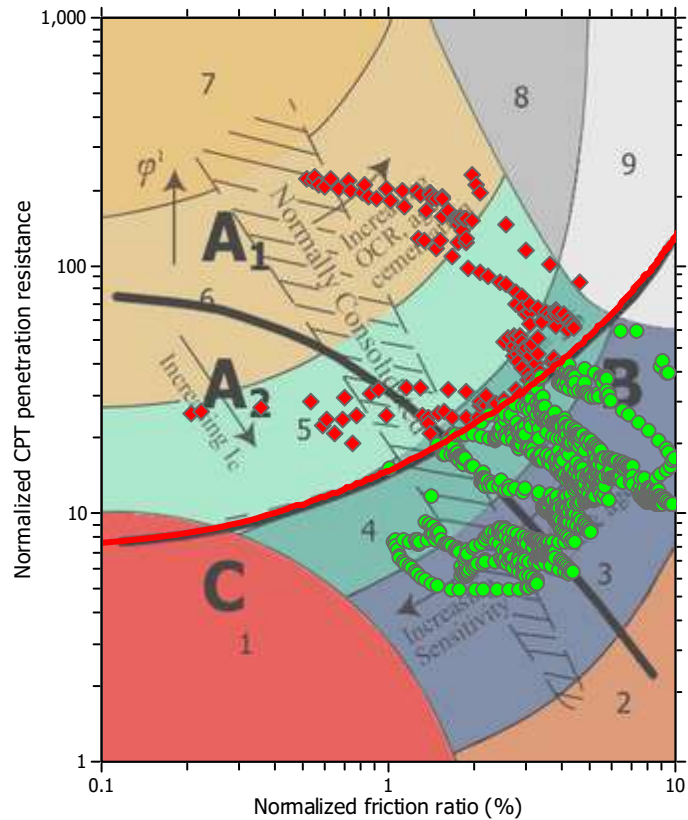 1,000
100
10
1
Normalized CPT penetration resistance
7
8
9
φ'
A1
Normally Consolidated
Increasing
OCR, age
cementation
6
A2
Increasing Ic
5
B
4
3
C
Increasing
Sensitivity
1
2
0.1
1
10
Normalized friction ratio (%)